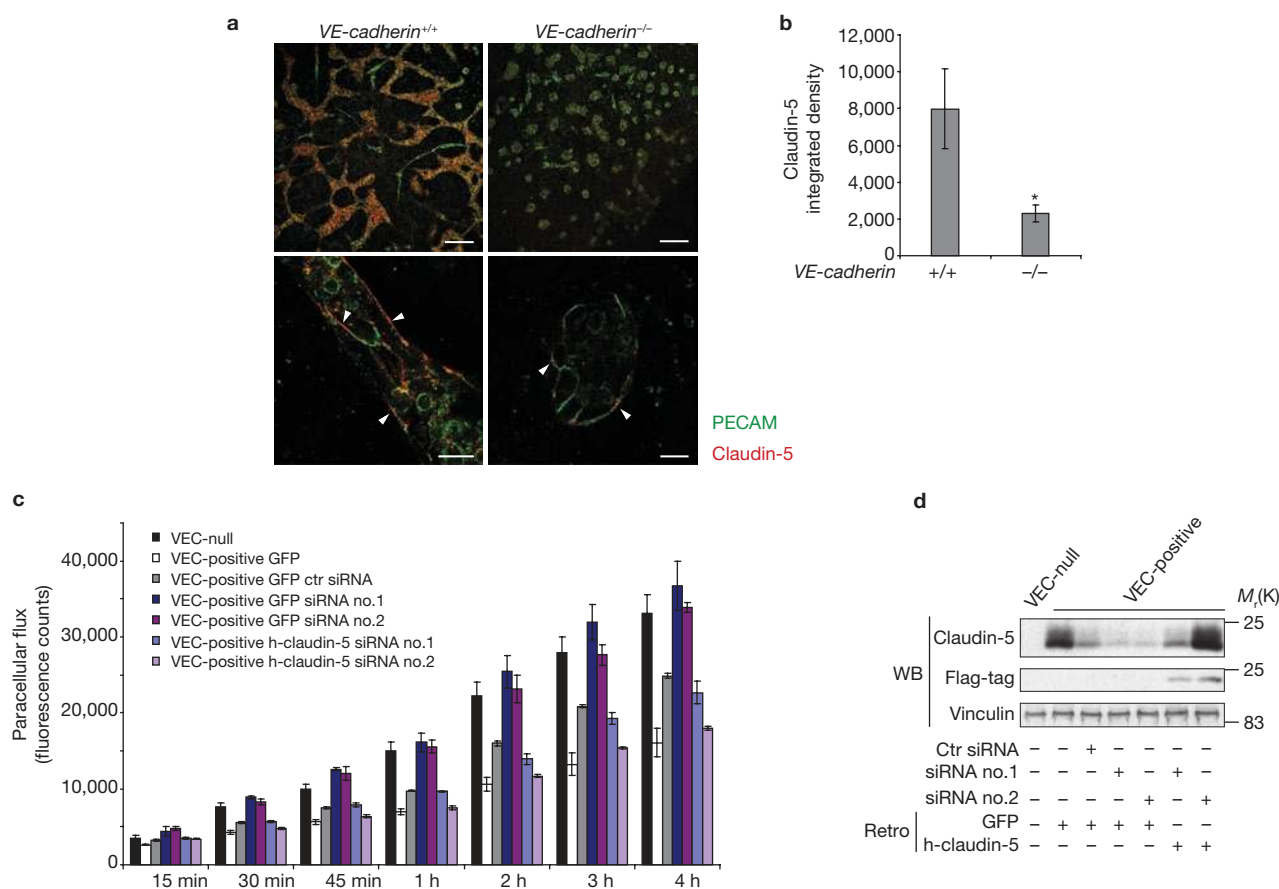 a
VE-cadherin+/+
VE-cadherin–/–
PECAM
Claudin-5
b
Claudin-5
integrated density
12,000
10,000
8,000
6,000
4,000
2,000
0
*
VE-cadherin +/+ –/–
c
Paracellular flux
(fluorescence counts)
40,000
30,000
20,000
10,000
0
VEC-null
VEC-positive GFP
VEC-positive GFP ctr siRNA
VEC-positive GFP siRNA no.1
VEC-positive GFP siRNA no.2
VEC-positive h-claudin-5 siRNA no.1
VEC-positive h-claudin-5 siRNA no.2
15 min 30 min 45 min 1 h 2 h 3 h 4 h
d
VEC-null
VEC-positive
Mr(K)
WB
Claudin-5 25
Flag-tag 25
Vinculin 83
Ctr siRNA – – + – – – –
siRNA no.1 – – – + – + –
siRNA no.2 – – – – + – +
Retro
GFP – + + + + – –
h-claudin-5 – – – – – + +